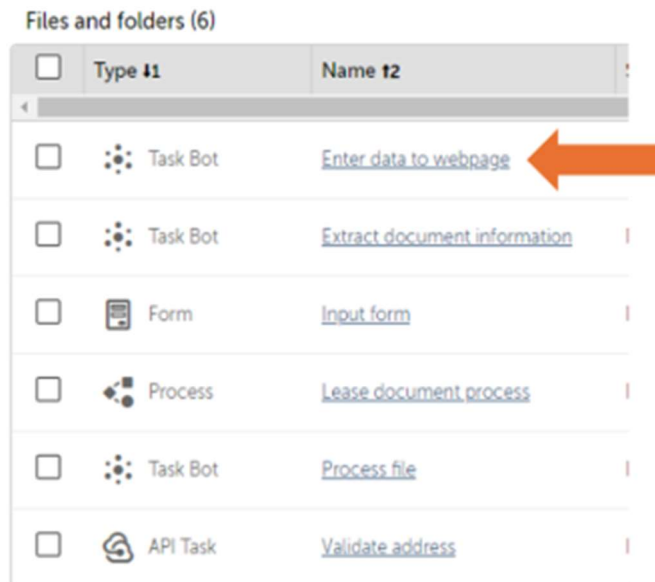 Files and folders (6)
Type ↓1 Name ↑2
Task Bot Enter data to webpage
Task Bot Extract document information
Form Input form
Process Lease document process
Task Bot Process file
API Task Validate address